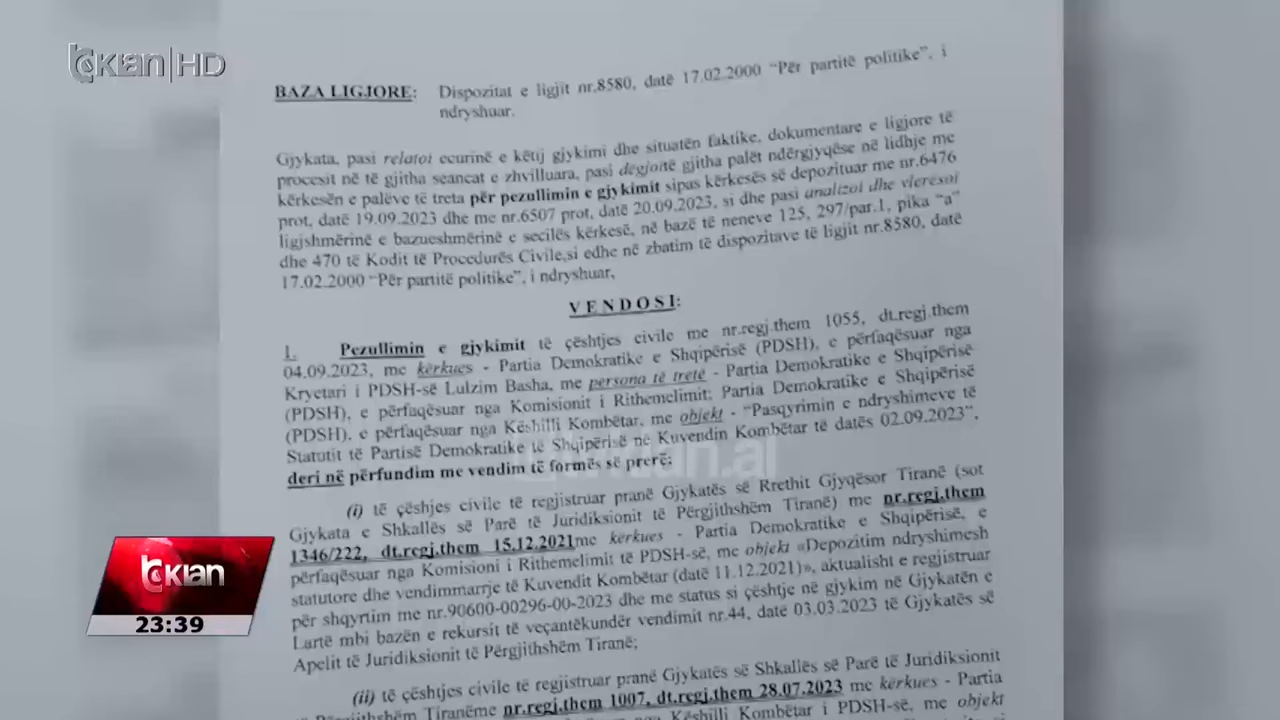 tv klan HD
BAZA LIGJORE: Dispozitat e ligjit nr.8580, datë 17.02.2000 “Për partitë politike”, i
ndryshuar.
Gjykata, pasi relatoi ecurinë e këtij gjykimi dhe situatën faktike, dokumentare e ligjore të
procesit në të gjitha seancat e zhvilluara, pasi dëgjonë gjitha palët ndërgjyqëse në lidhje me
kërkesën e palëve të treta për pezullimin e gjykimit sipas kërkesës së depozituar me nr.6476
prot, datë 19.09.2023 dhe me nr.6507 prot, datë 20.09.2023, si dhe pasi analizoi dhe vlerësoi
ligjshmërinë e bazueshmërinë e secilës kërkesë, në bazë të neneve 125, 297/par.1, pika “a”
dhe 470 të Kodit të Procedurës Civile,si edhe në zbatim të dispozitave të ligjit nr.8580, datë
17.02.2000 “Për partitë politike”, i ndryshuar,
VENDOSI:
1. Pezullimin e gjykimit të çështjes civile me nr.regj.them 1055, dt.regj.them
04.09.2023, me kërkues - Partia Demokratike e Shqipërisë (PDSH), e përfaqësuar nga
Kryetari i PDSH-së Lulzim Basha, me persona të tretë - Partia Demokratike e Shqipërisë
(PDSH), e përfaqësuar nga Komisionit i Rithemelimit; Partia Demokratike e Shqipërisë
(PDSH), e përfaqësuar nga Këshilli Kombëtar, me objekt - “Pasqyrimin e ndryshimeve të
Statutit të Partisë Demokratike të Shqipërisë në Kuvendin Kombëtar të datës 02.09.2023”,
deri në përfundim me vendim të formës së prerë:
(i) të çëshjes civile të regjistruar pranë Gjykatës së Rrethit Gjyqësor Tiranë (sot
Gjykata e Shkallës së Parë të Juridiksionit të Përgjithshëm Tiranë) me nr.regj.them
1346/222, dt.regj.them 15.12.2021me kërkues - Partia Demokratike e Shqipërisë, e
përfaqësuar nga Komisioni i Rithemelimit të PDSH-së, me objekt «Depozitim ndryshimesh
statutore dhe vendimmarrje të Kuvendit Kombëtar (datë 11.12.2021)», aktualisht e regjistruar
për shqyrtim me nr.90600-00296-00-2023 dhe me status si çështje në gjykim në Gjykatën e
Lartë mbi bazën e rekursit të veçantëkundër vendimit nr.44, datë 03.03.2023 të Gjykatës së
Apelit të Juridiksionit të Përgjithshëm Tiranë;
(ii) të çështjes civile të regjistruar pranë Gjykatës së Shkallës së Parë të Juridiksionit
të Përgjithshëm Tiranëme nr.regj.them 1007, dt.regj.them 28.07.2023 me kërkues - Partia
nga Këshilli Kombëtar i PDSH-së, me objekt
tv klan
23:39